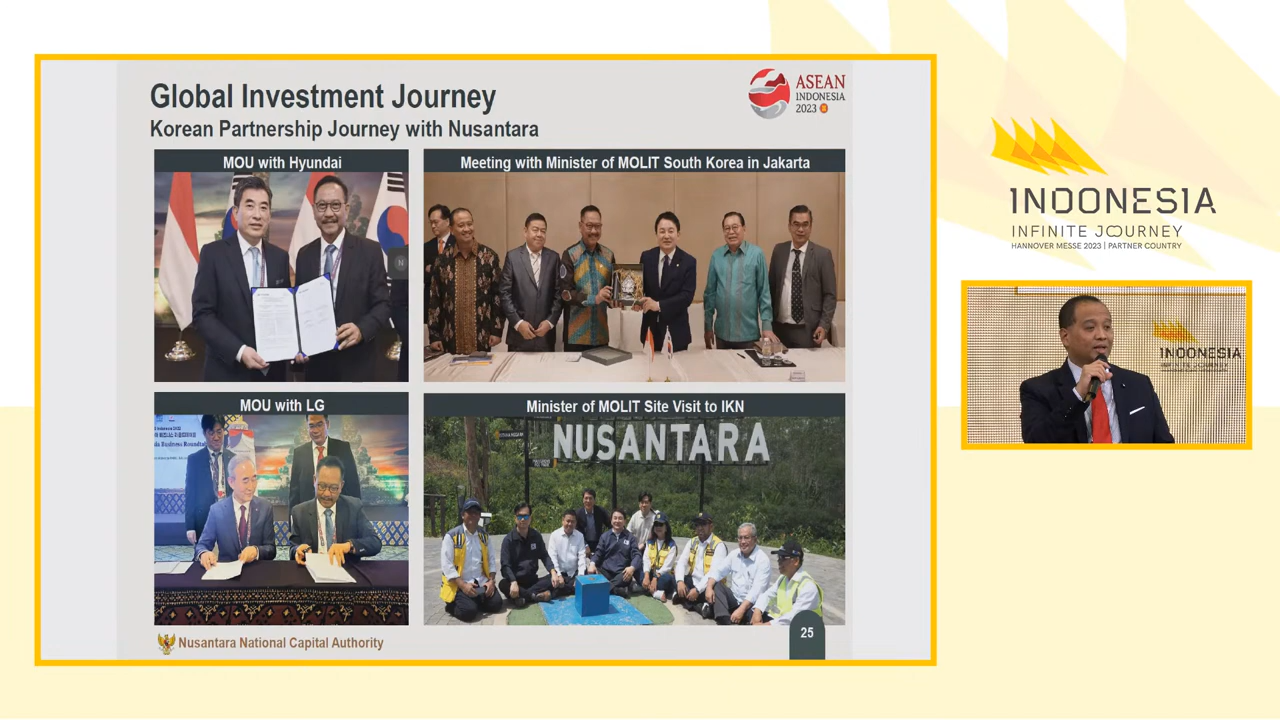 Global Investment Journey
Korean Partnership Journey with Nusantara
ASEAN
INDONESIA
2023
MOU with Hyundai
Meeting with Minister of MOLIT South Korea in Jakarta
MOU with LG
Minister of MOLIT Site Visit to IKN
NUSANTARA
Nusantara National Capital Authority
25
INDONESIA
INFINITE JOURNEY
HANNOVER MESSE 2023 | PARTNER COUNTRY
INDONESIA
INFINITE JOURNEY